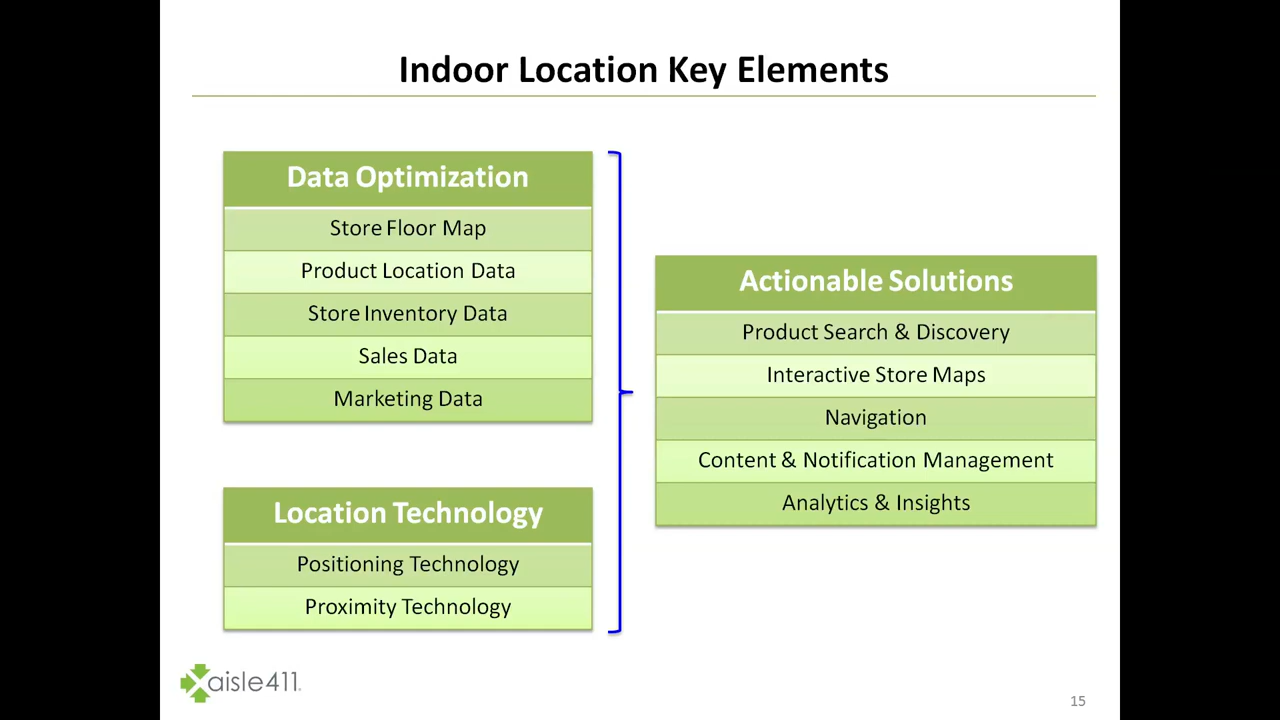 Indoor Location Key Elements
Data Optimization
Store Floor Map
Product Location Data
Store Inventory Data
Sales Data
Marketing Data
Location Technology
Positioning Technology
Proximity Technology
Actionable Solutions
Product Search & Discovery
Interactive Store Maps
Navigation
Content & Notification Management
Analytics & Insights
aisle411
15